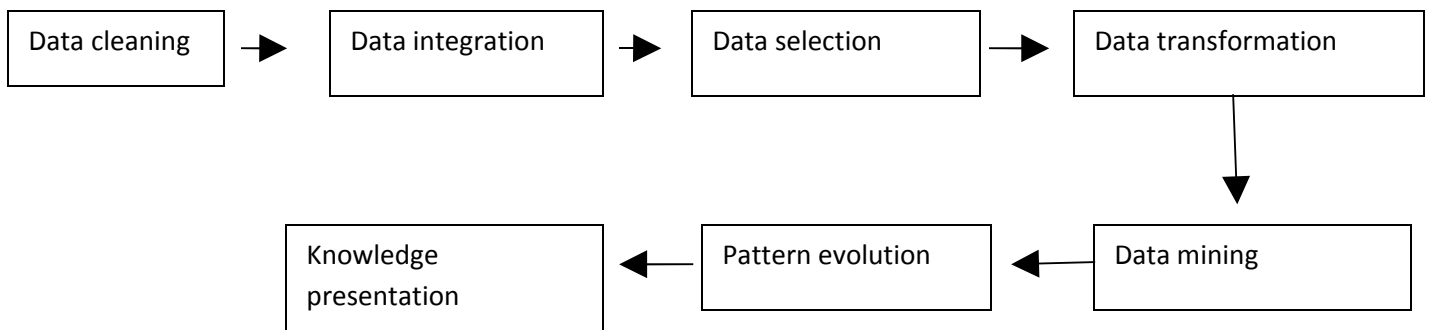 Data cleaning
Data integration
Data selection
Data transformation
Data mining
Pattern evolution
Knowledge
presentation